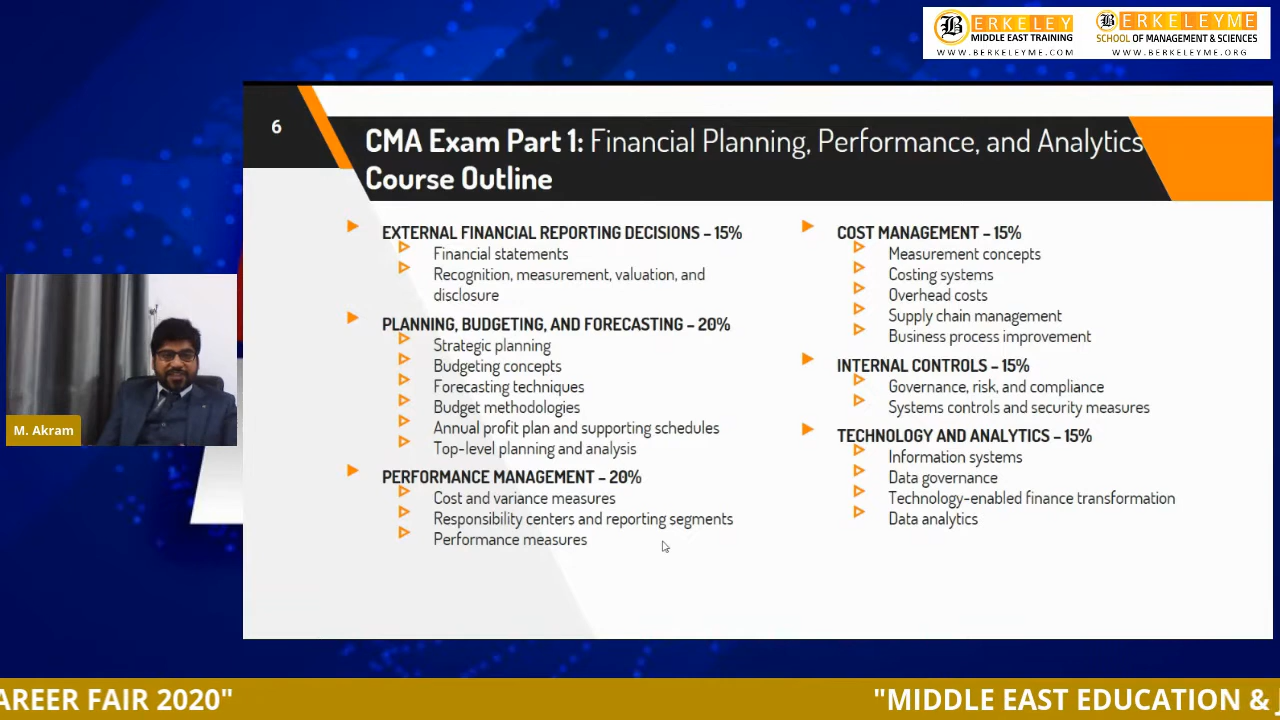 BERKELEY
MIDDLE EAST TRAINING
WWW.BERKELEYME.COM
BERKELEYME
SCHOOL OF MANAGEMENT & SCIENCES
WWW.BERKELEYME.ORG
6
CMA Exam Part 1: Financial Planning, Performance, and Analytics
Course Outline
EXTERNAL FINANCIAL REPORTING DECISIONS – 15%
Financial statements
Recognition, measurement, valuation, and
disclosure
PLANNING, BUDGETING, AND FORECASTING – 20%
Strategic planning
Budgeting concepts
Forecasting techniques
Budget methodologies
Annual profit plan and supporting schedules
Top-level planning and analysis
PERFORMANCE MANAGEMENT – 20%
Cost and variance measures
Responsibility centers and reporting segments
Performance measures
COST MANAGEMENT – 15%
Measurement concepts
Costing systems
Overhead costs
Supply chain management
Business process improvement
INTERNAL CONTROLS – 15%
Governance, risk, and compliance
Systems controls and security measures
TECHNOLOGY AND ANALYTICS – 15%
Information systems
Data governance
Technology-enabled finance transformation
Data analytics
M. Akram
AREER FAIR 2020" "MIDDLE EAST EDUCATION &